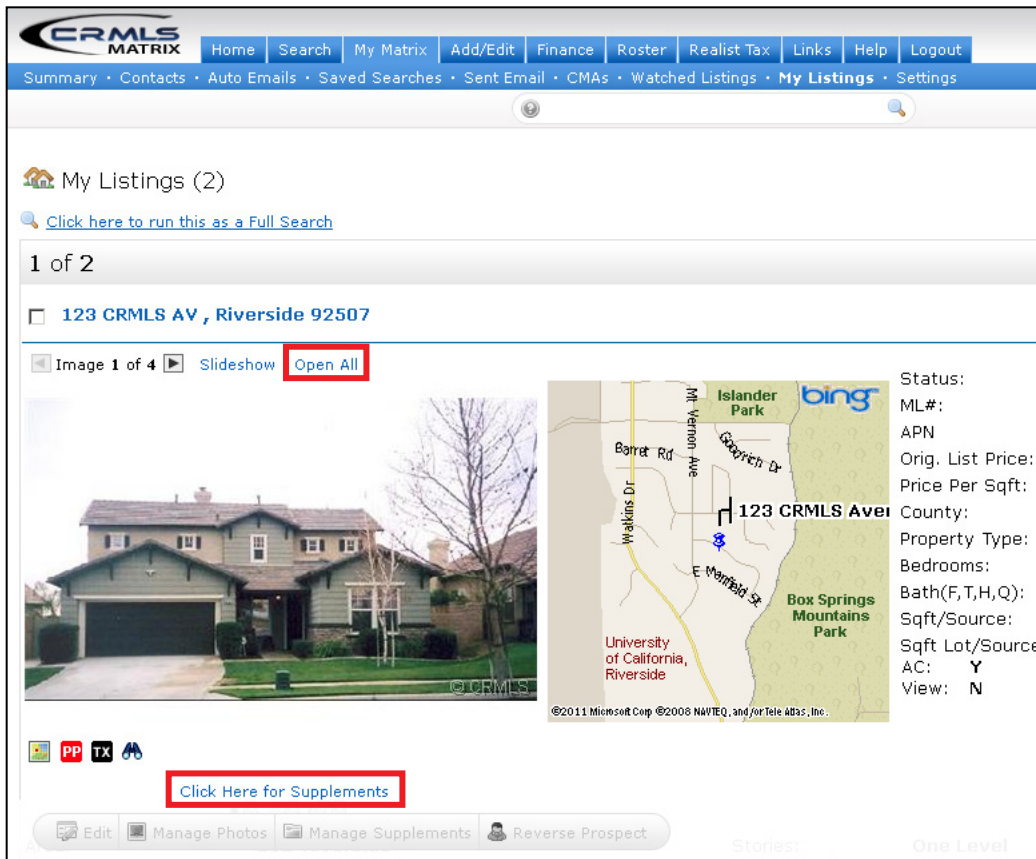 CRMLS
MATRIX
Home Search My Matrix Add/Edit Finance Roster Realist Tax Links Help Logout
Summary • Contacts • Auto Emails • Saved Searches • Sent Email • CMAs • Watched Listings • My Listings • Settings
?
My Listings (2)
Click here to run this as a Full Search
1 of 2
123 CRMLS AV , Riverside 92507
Image 1 of 4 Slideshow Open All
© CRMLS
Islander
Park
bing
Mt Vernon Ave
Barret Rd
Goodrich Dr
Watkins Dr
123 CRMLS Aven
E Manfield St
Box Springs
Mountains
Park
University
of California,
Riverside
©2011 Microsoft Corp ©2008 NAVTEQ, and/or Tele Atlas, Inc.
Status:
ML#:
APN
Orig. List Price:
Price Per Sqft:
County:
Property Type:
Bedrooms:
Bath(F,T,H,Q):
Sqft/Source:
Sqft Lot/Source
AC: Y
View: N
PP TX
Click Here for Supplements
Edit Manage Photos Manage Supplements Reverse Prospect
Stories: One Level